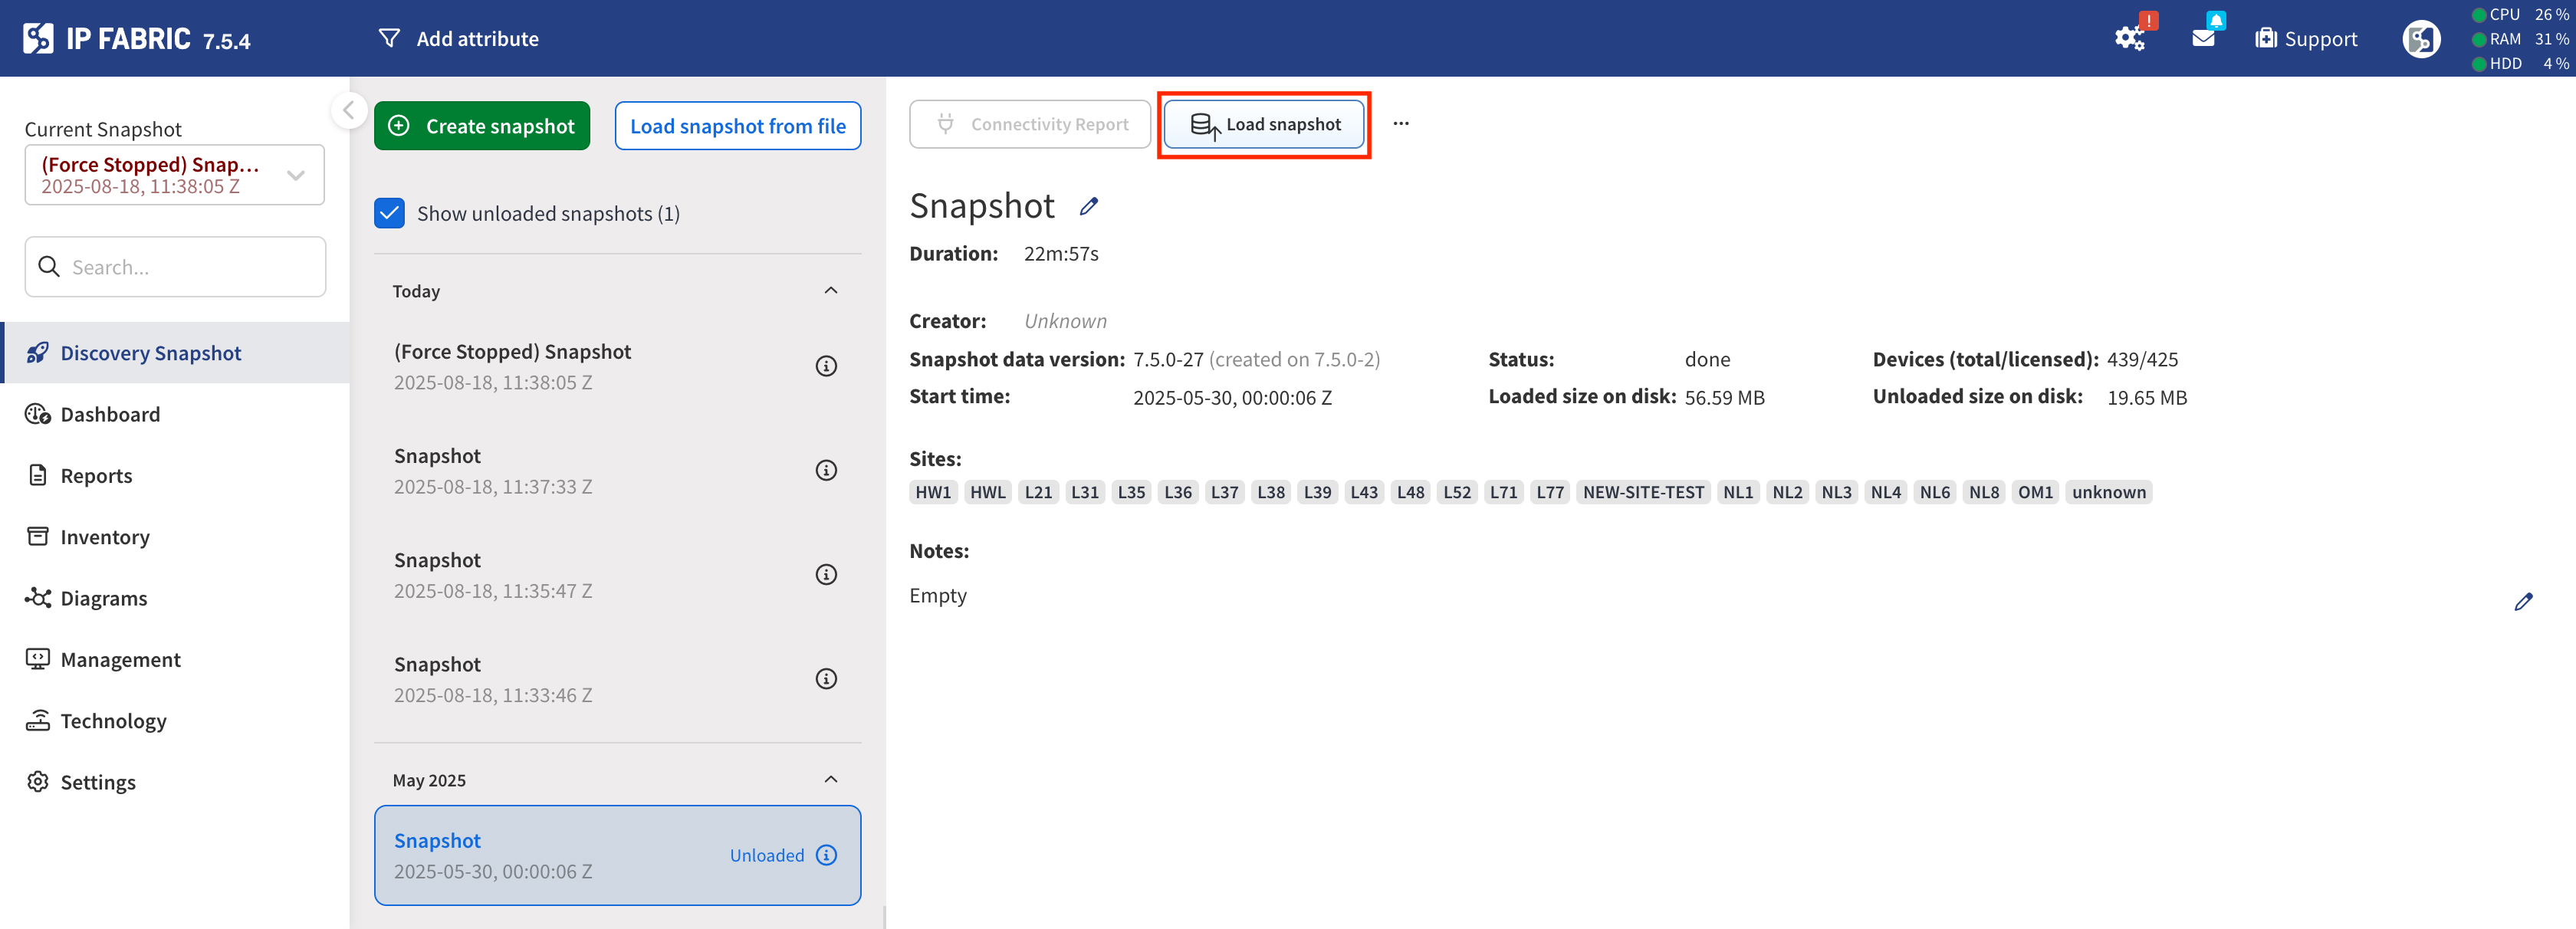 IP FABRIC 7.5.4
Add attribute
!
Support
CPU 26 %
RAM 31 %
HDD 4 %
Current Snapshot
(Force Stopped) Snap...
2025-08-18, 11:38:05 Z
Search...
Discovery Snapshot
Dashboard
Reports
Inventory
Diagrams
Management
Technology
Settings
Create snapshot
Load snapshot from file
Show unloaded snapshots (1)
Today
(Force Stopped) Snapshot
2025-08-18, 11:38:05 Z
Snapshot
2025-08-18, 11:37:33 Z
Snapshot
2025-08-18, 11:35:47 Z
Snapshot
2025-08-18, 11:33:46 Z
May 2025
Snapshot
Unloaded
2025-05-30, 00:00:06 Z
Connectivity Report
Load snapshot
...
Snapshot
Duration: 22m:57s
Creator: Unknown
Snapshot data version: 7.5.0-27 (created on 7.5.0-2) Status: done Devices (total/licensed): 439/425
Start time: 2025-05-30, 00:00:06 Z Loaded size on disk: 56.59 MB Unloaded size on disk: 19.65 MB
Sites:
HW1 HWL L21 L31 L35 L36 L37 L38 L39 L43 L48 L52 L71 L77 NEW-SITE-TEST NL1 NL2 NL3 NL4 NL6 NL8 OM1 unknown
Notes:
Empty